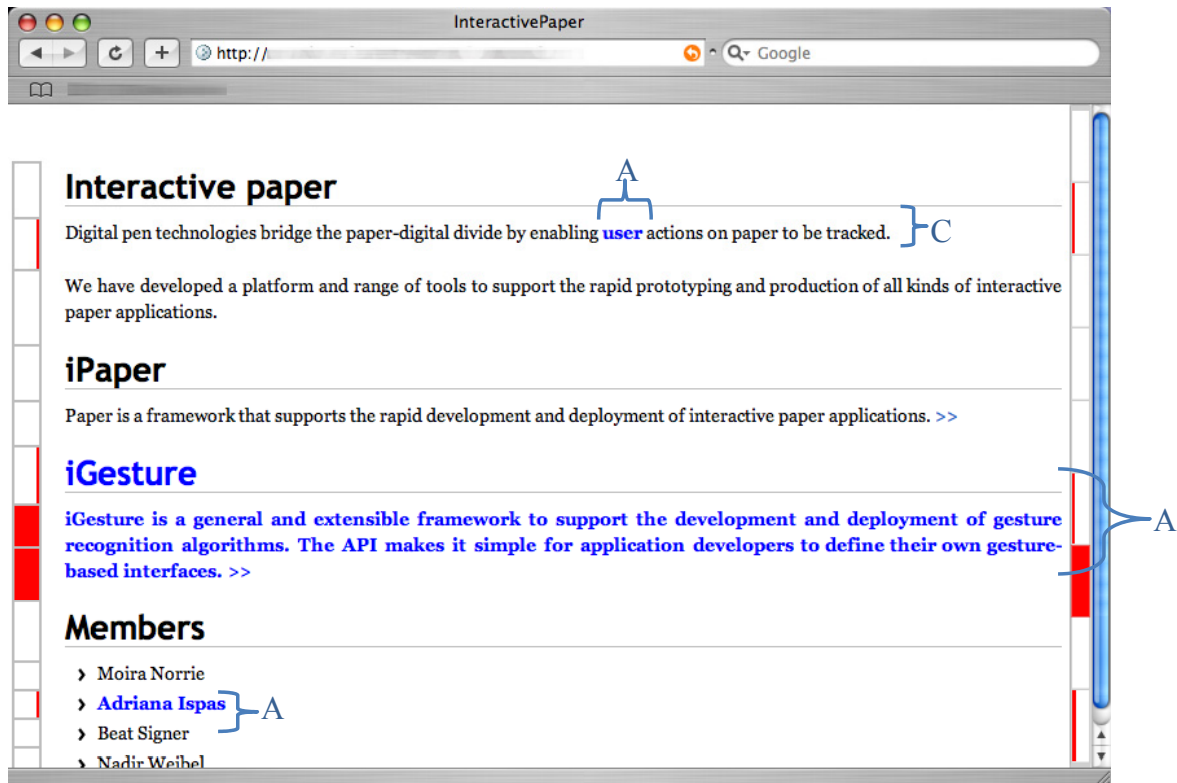 InteractivePaper
http://
Google
A
Interactive paper
Digital pen technologies bridge the paper-digital divide by enabling user actions on paper to be tracked.
C
We have developed a platform and range of tools to support the rapid prototyping and production of all kinds of interactive
paper applications.
iPaper
Paper is a framework that supports the rapid development and deployment of interactive paper applications. >>
iGesture
iGesture is a general and extensible framework to support the development and deployment of gesture
recognition algorithms. The API makes it simple for application developers to define their own gesture-
based interfaces. >>
A
Members
› Moira Norrie
› Adriana Ispas
A
› Beat Signer
› Nadir Weibel